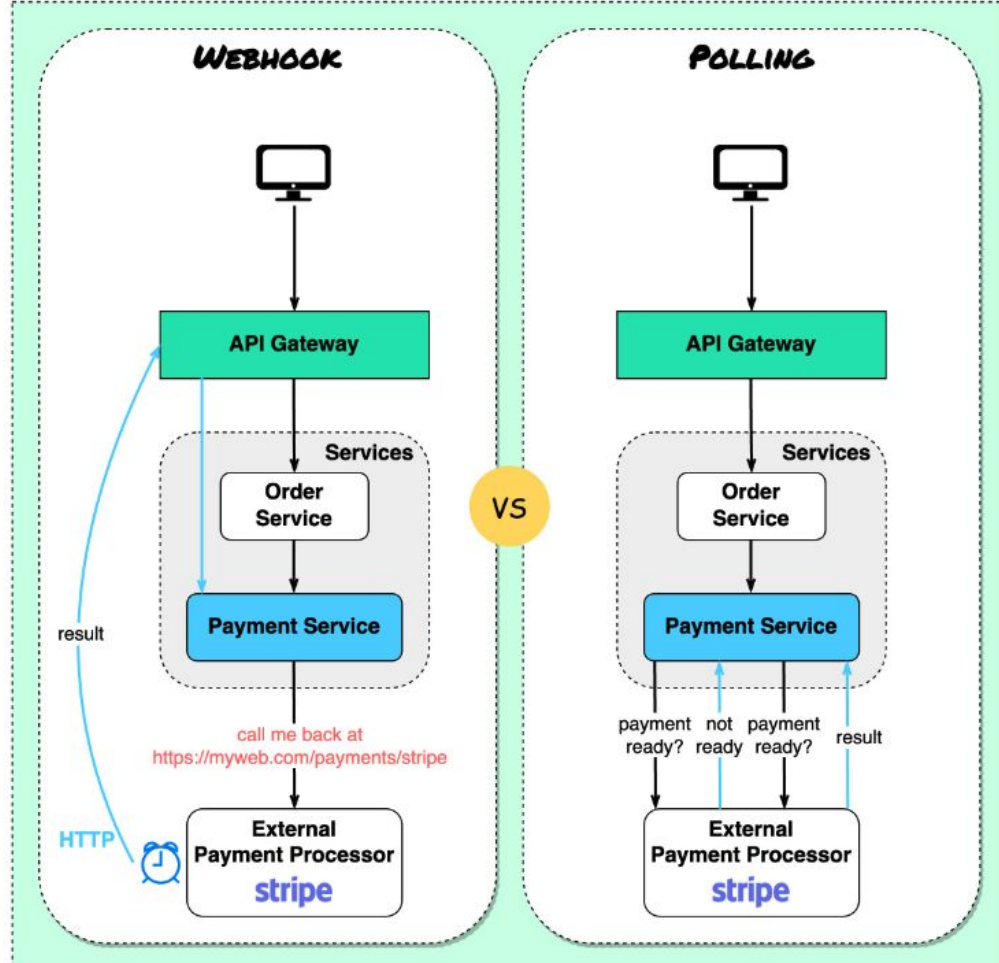 WEBHOOK
API Gateway
Services
Order
Service
Payment Service
result
call me back at
https://myweb.com/payments/stripe
HTTP
External
Payment Processor
stripe
VS
POLLING
API Gateway
Services
Order
Service
Payment Service
payment
ready?
not
ready
payment
ready?
result
External
Payment Processor
stripe